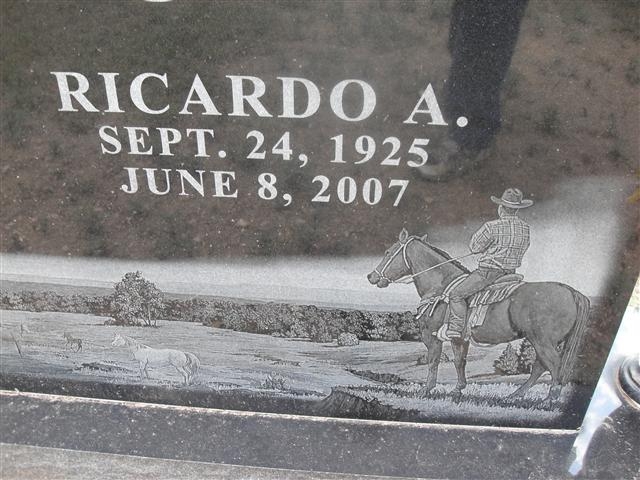 RICARDO A.
SEPT. 24, 1925
JUNE 8, 2007